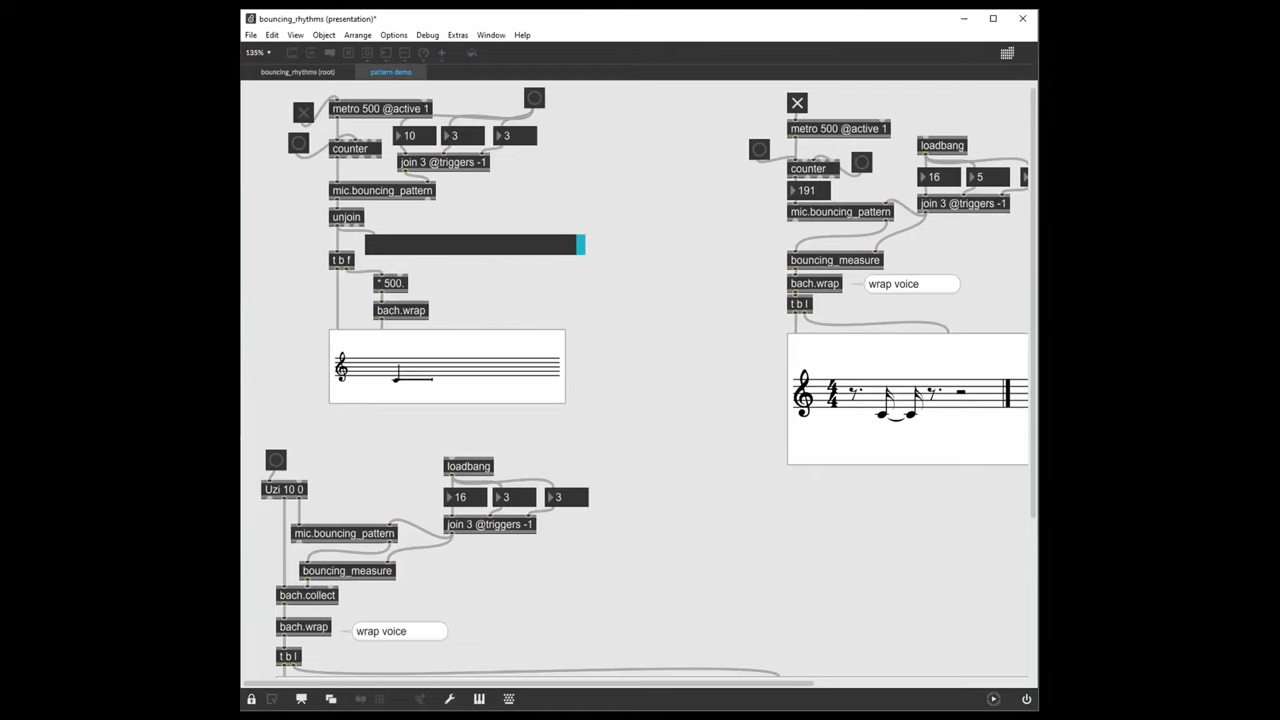 bouncing_rhythms (presentation)*
File Edit View Object Arrange Options Debug Extras Window Help
135%
bouncing_rhythms (root) pattern demo
metro 500 @active 1
10 3 3
counter
join 3 @triggers -1
mic.bouncing_pattern
unjoin
t b f
* 500.
bach.wrap
metro 500 @active 1
loadbang
counter
16 5
191
join 3 @triggers -1
mic.bouncing_pattern
bouncing_measure
bach.wrap
wrap voice
t b l
4
4
loadbang
Uzi 10 0
16 3 3
join 3 @triggers -1
mic.bouncing_pattern
bouncing_measure
bach.collect
bach.wrap
wrap voice
t b l